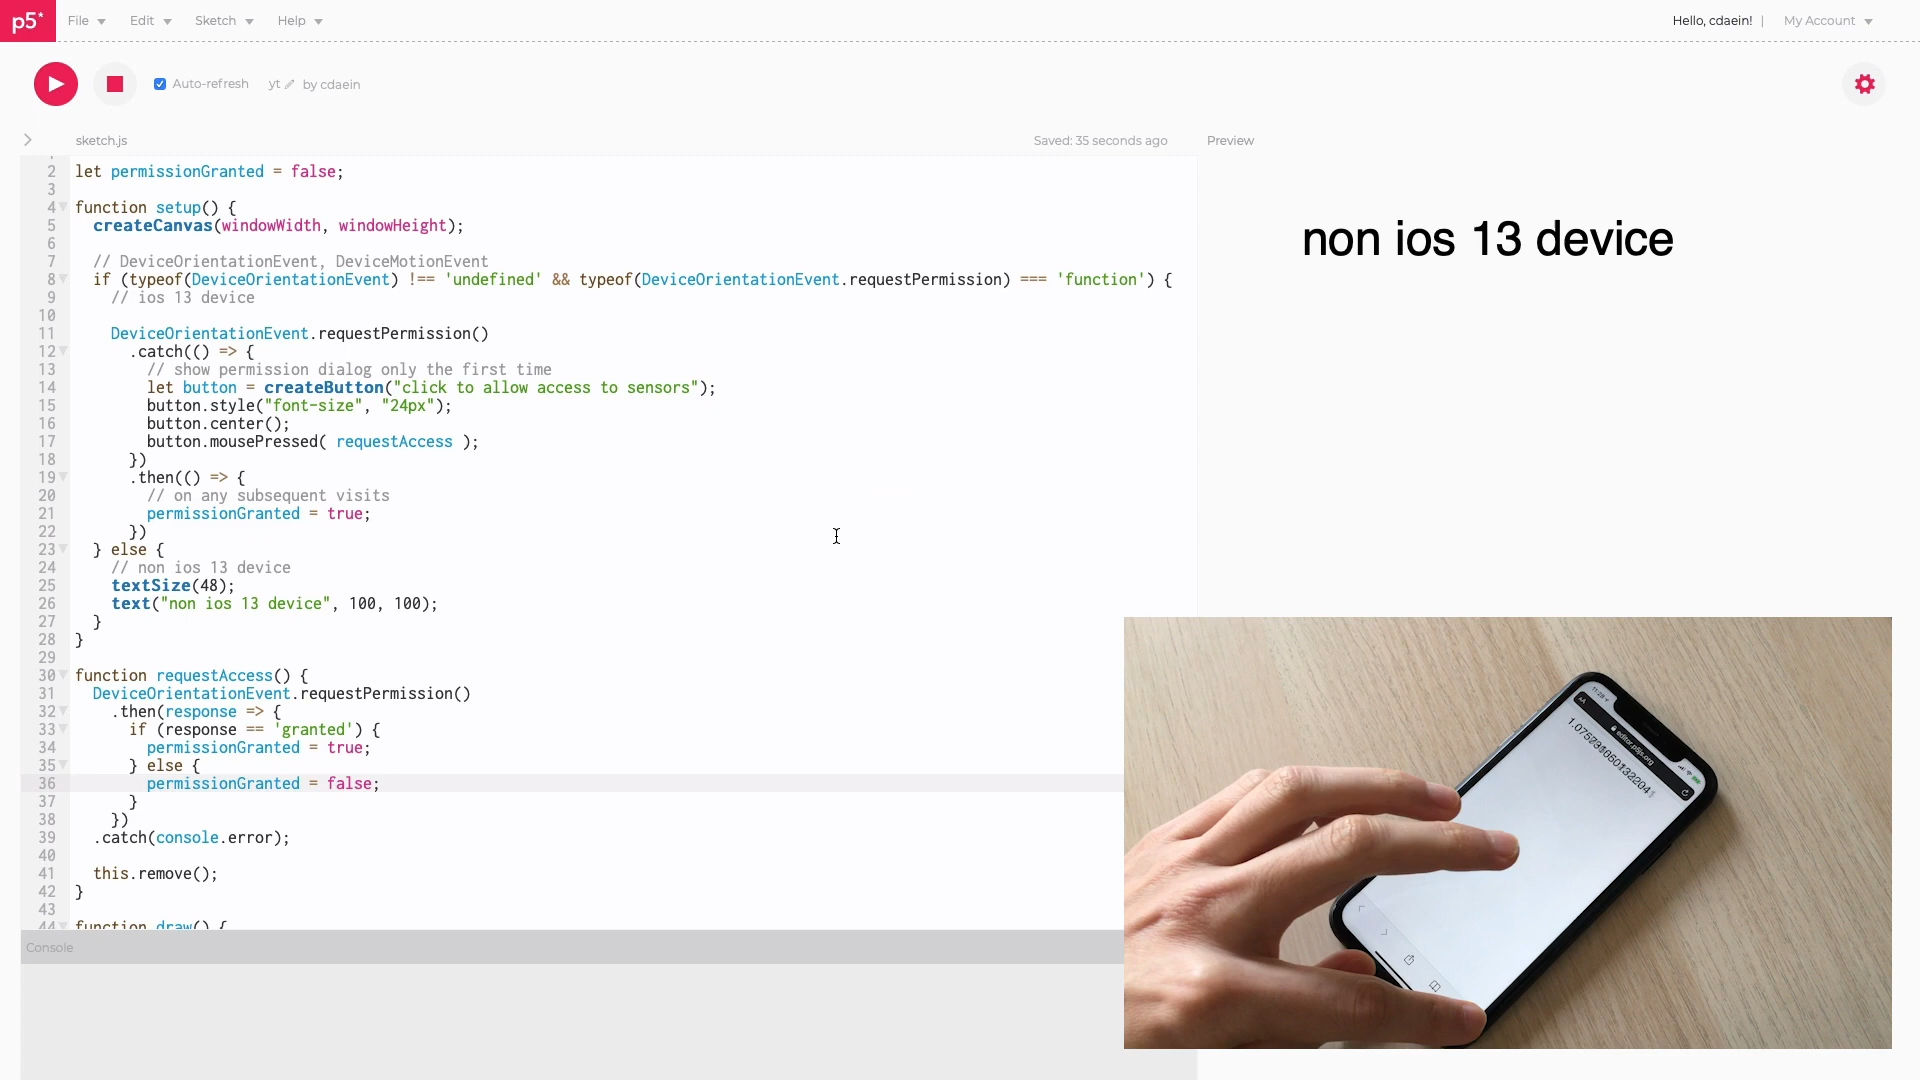 p5* File Edit Sketch Help Hello, cdaein! | My Account
Auto-refresh yt by cdaein
sketch.js Saved: 35 seconds ago Preview
2 let permissionGranted = false;
3
4 function setup() {
5 createCanvas(windowWidth, windowHeight);
6
7 // DeviceOrientationEvent, DeviceMotionEvent
8 if (typeof(DeviceOrientationEvent) !== 'undefined' && typeof(DeviceOrientationEvent.requestPermission) === 'function') {
9 // ios 13 device
10
11 DeviceOrientationEvent.requestPermission()
12 .catch(() => {
13 // show permission dialog only the first time
14 let button = createButton("click to allow access to sensors");
15 button.style("font-size", "24px");
16 button.center();
17 button.mousePressed( requestAccess );
18 })
19 .then(() => {
20 // on any subsequent visits
21 permissionGranted = true;
22 })
23 } else {
24 // non ios 13 device
25 textSize(48);
26 text("non ios 13 device", 100, 100);
27 }
28 }
29
30 function requestAccess() {
31 DeviceOrientationEvent.requestPermission()
32 .then(response => {
33 if (response == 'granted') {
34 permissionGranted = true;
35 } else {
36 permissionGranted = false;
37 }
38 })
39 .catch(console.error);
40
41 this.remove();
42 }
43
44 function draw() {
Console
non ios 13 device
AA editor.p5js.org